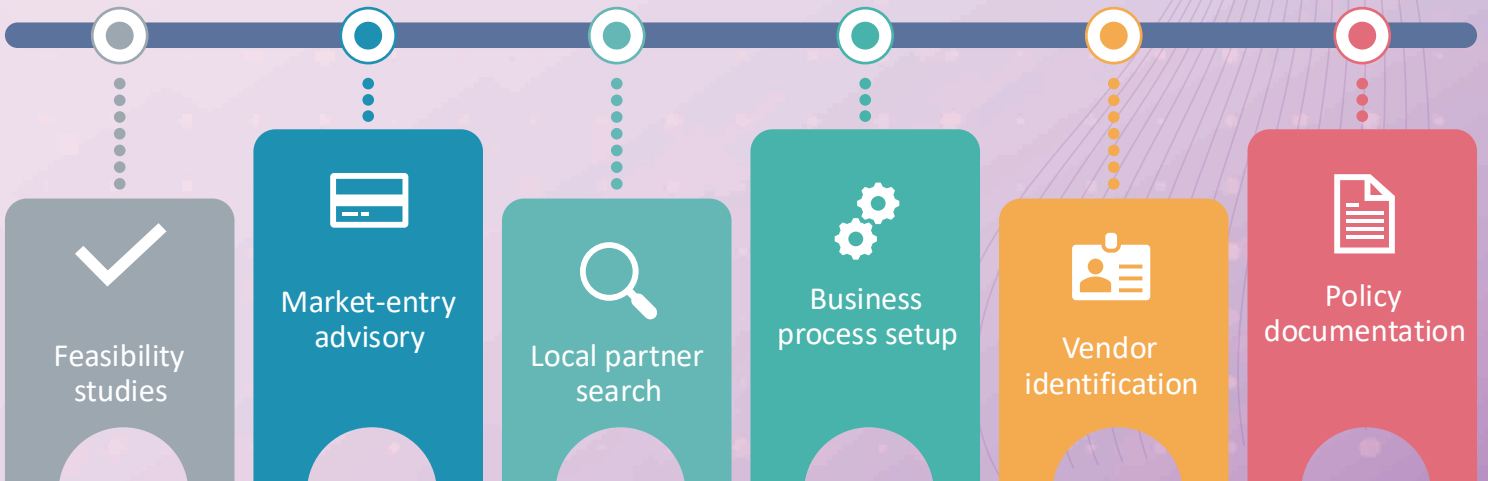 Feasibility
studies
Market-entry
advisory
Local partner
search
Business
process setup
Vendor
identification
Policy
documentation